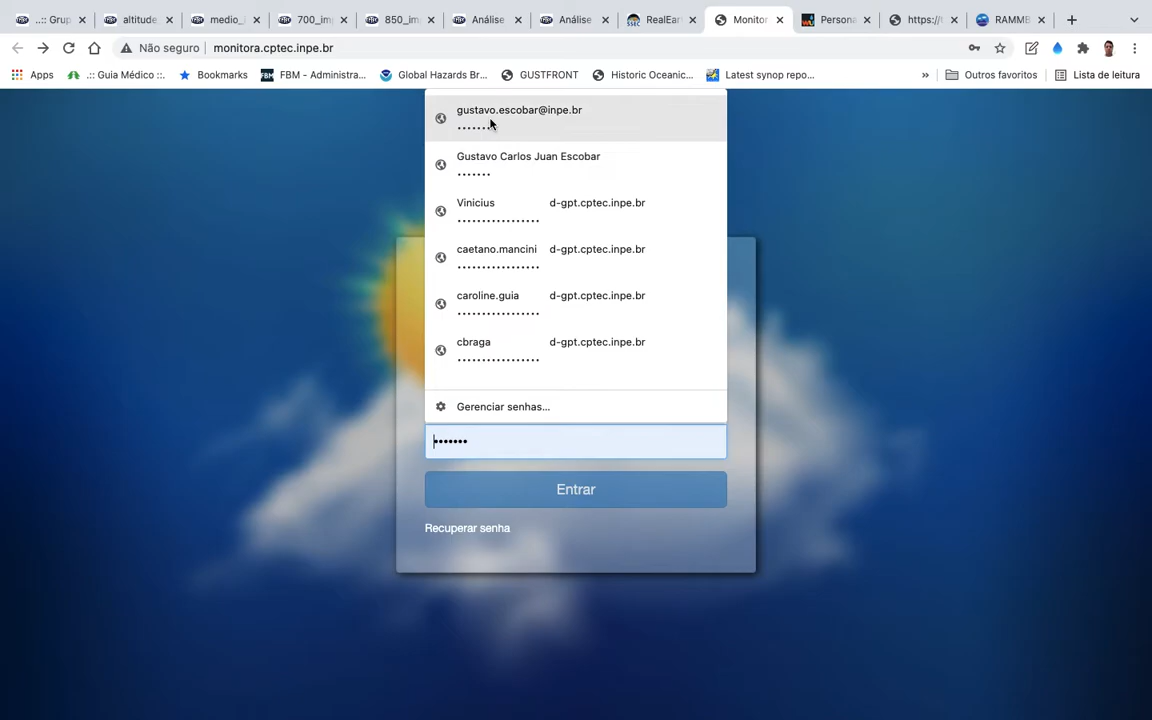 ..:: Grup
altitude
medio_i
700_im
850_im
Análise
Análise
RealEar
Monitor
Persona
https://
RAMMB
Não seguro | monitora.cptec.inpe.br
Apps
.:: Guia Médico ::.
Bookmarks
FBM - Administra...
Global Hazards Br...
GUSTFRONT
Historic Oceanic...
Latest synop repo...
»
Outros favoritos
Lista de leitura
gustavo.escobar@inpe.br
•••••••
Gustavo Carlos Juan Escobar
•••••••
Vinicius d-gpt.cptec.inpe.br
•••••••••••••••••
caetano.mancini d-gpt.cptec.inpe.br
•••••••••••••••••
caroline.guia d-gpt.cptec.inpe.br
•••••••••••••••••
cbraga d-gpt.cptec.inpe.br
•••••••••••••••••
Gerenciar senhas...
•••••••
Entrar
Recuperar senha